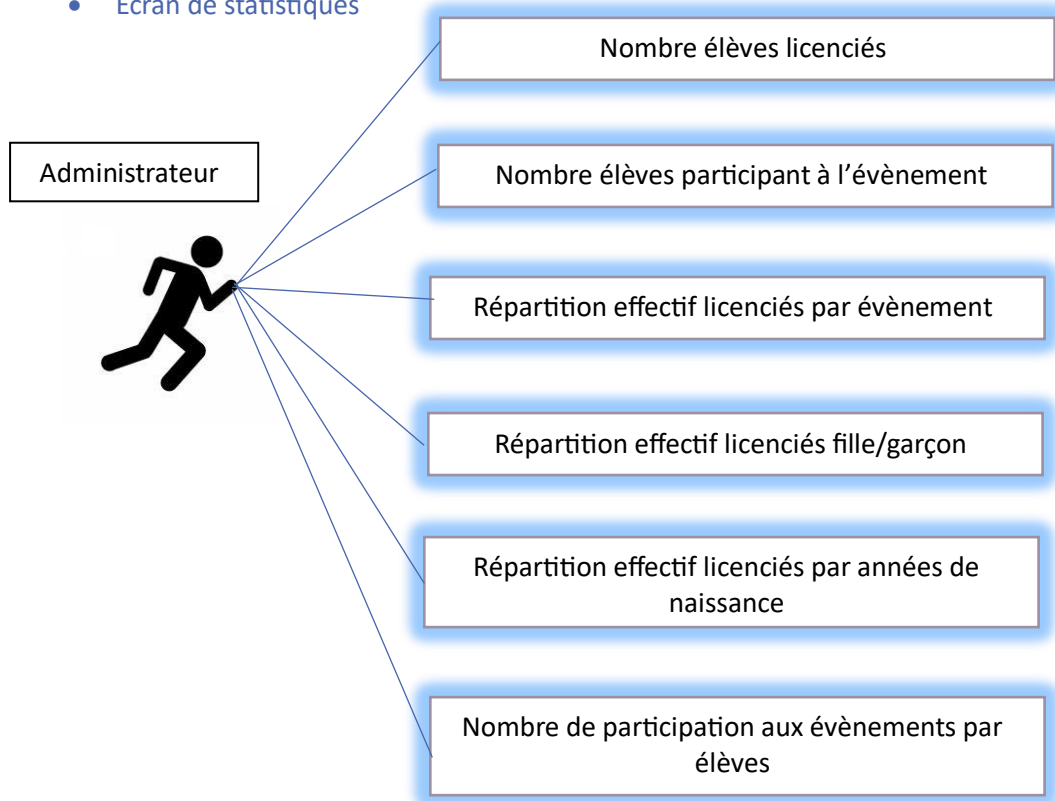 • Ecran de statistiques
Nombre élèves licenciés
Administrateur
Nombre élèves participant à l'évènement
Répartition effectif licenciés par évènement
Répartition effectif licenciés fille/garçon
Répartition effectif licenciés par années de
naissance
Nombre de participation aux évènements par
élèves